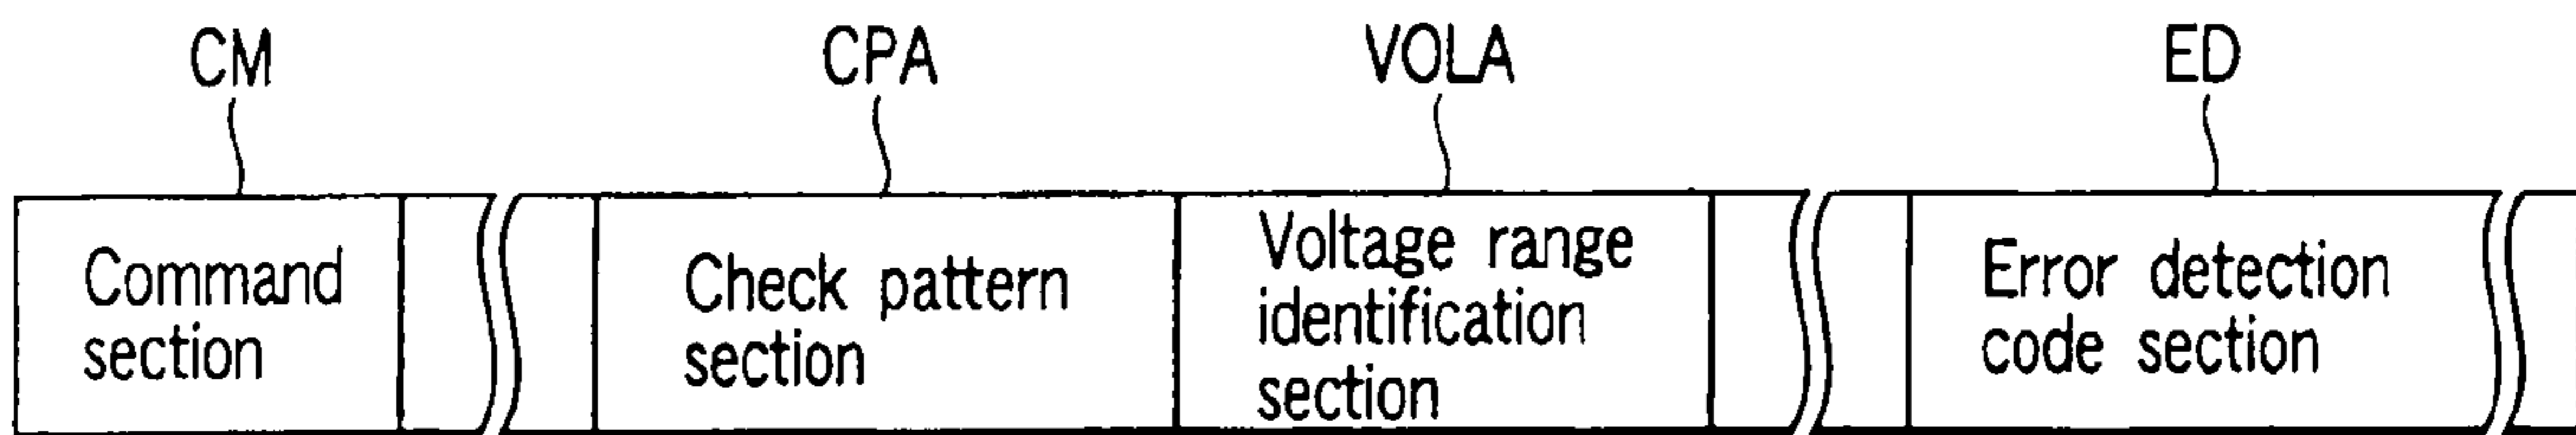 CM CPA VOLA ED
Command
section
Check pattern
section
Voltage range
identification
section
Error detection
code section